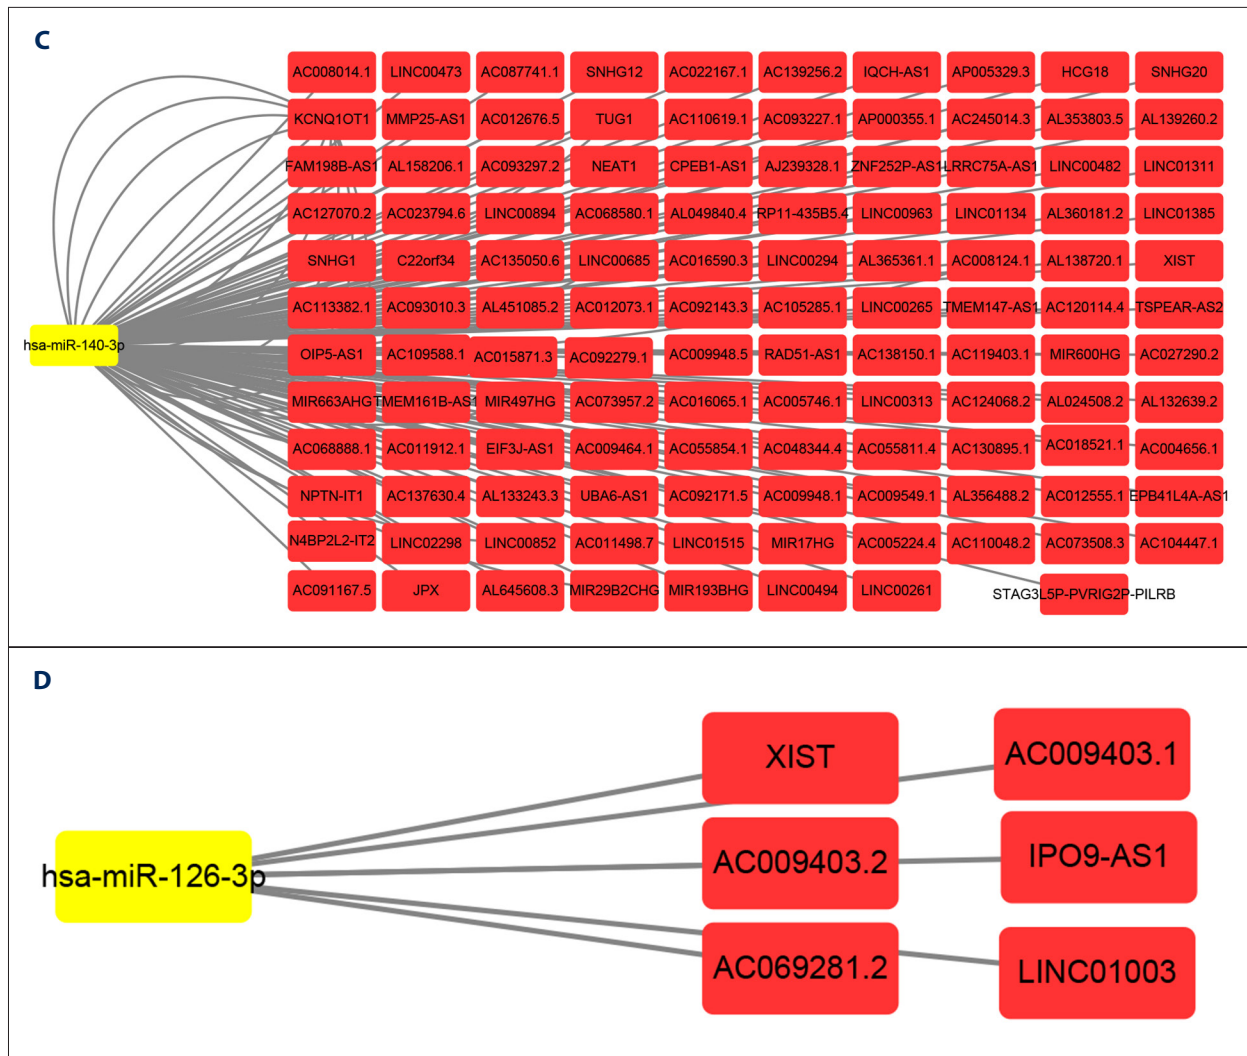 C
AC008014.1 LINC00473 AC087741.1 SNHG12 AC022167.1 AC139256.2 IQCH-AS1 AP005329.3 HCG18 SNHG20
KCNQ1OT1 MMP25-AS1 AC012676.5 TUG1 AC110619.1 AC093227.1 AP000355.1 AC245014.3 AL353803.5 AL139260.2
FAM198B-AS1 AL158206.1 AC093297.2 NEAT1 CPEB1-AS1 AJ239328.1 ZNF252P-AS1 LRRC75A-AS1 LINC00482 LINC01311
AC127070.2 AC023794.6 LINC00894 AC068580.1 AL049840.4 RP11-435B5.4 LINC00963 LINC01134 AL360181.2 LINC01385
SNHG1 C22orf34 AC135050.6 LINC00685 AC016590.3 LINC00294 AL365361.1 AC008124.1 AL138720.1 XIST
AC113382.1 AC093010.3 AL451085.2 AC012073.1 AC092143.3 AC105285.1 LINC00265 TMEM147-AS1 AC120114.4 TSPEAR-AS2
hsa-miR-140-3p
OIP5-AS1 AC109588.1 AC015871.3 AC092279.1 AC009948.5 RAD51-AS1 AC138150.1 AC119403.1 MIR600HG AC027290.2
MIR663AHG TMEM161B-AS1 MIR497HG AC073957.2 AC016065.1 AC005746.1 LINC00313 AC124068.2 AL024508.2 AL132639.2
AC068888.1 AC011912.1 EIF3J-AS1 AC009464.1 AC055854.1 AC048344.4 AC055811.4 AC130895.1 AC018521.1 AC004656.1
NPTN-IT1 AC137630.4 AL133243.3 UBA6-AS1 AC092171.5 AC009948.1 AC009549.1 AL356488.2 AC012555.1 EPB41L4A-AS1
N4BP2L2-IT2 LINC02298 LINC00852 AC011498.7 LINC01515 MIR17HG AC005224.4 AC110048.2 AC073508.3 AC104447.1
AC091167.5 JPX AL645608.3 MIR29B2CHG MIR193BHG LINC00494 LINC00261 STAG3L5P-PVRIG2P-PILRB
D
XIST AC009403.1
hsa-miR-126-3p AC009403.2 IPO9-AS1
AC069281.2 LINC01003